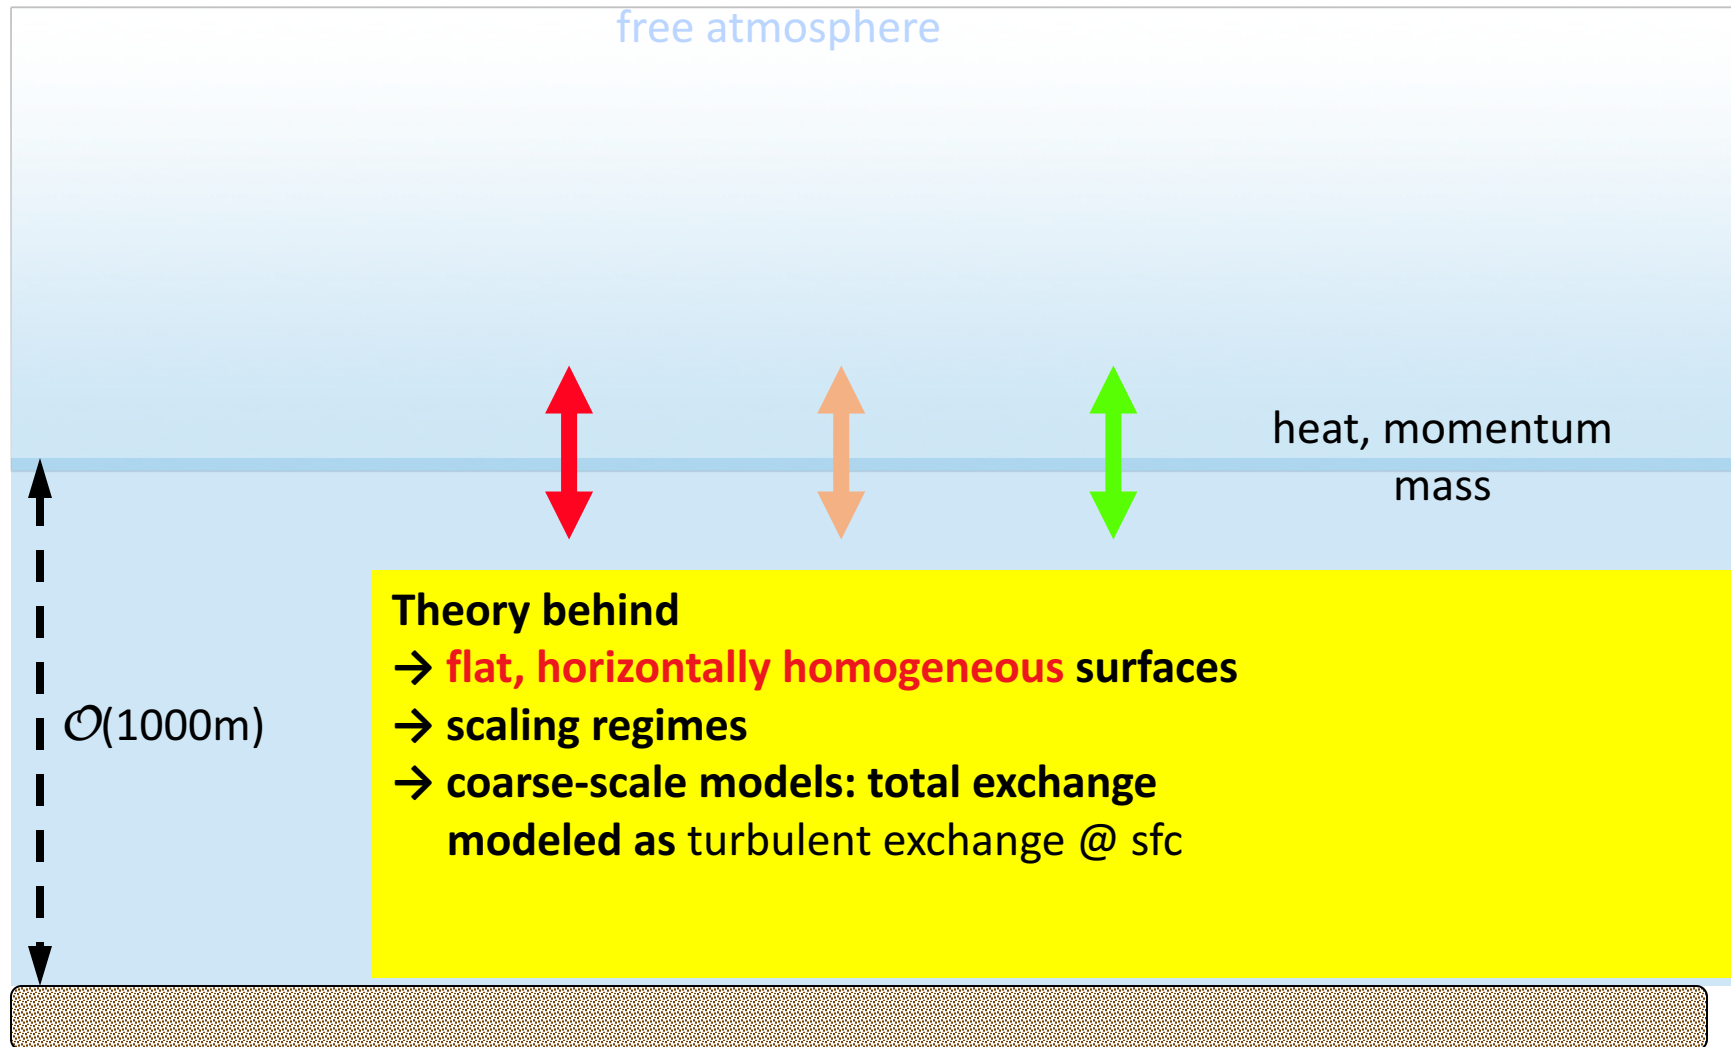 free atmosphere
heat, momentum
mass
Theory behind
→ flat, horizontally homogeneous surfaces
𝒪(1000m)
→ scaling regimes
→ coarse-scale models: total exchange
modeled as turbulent exchange @ sfc